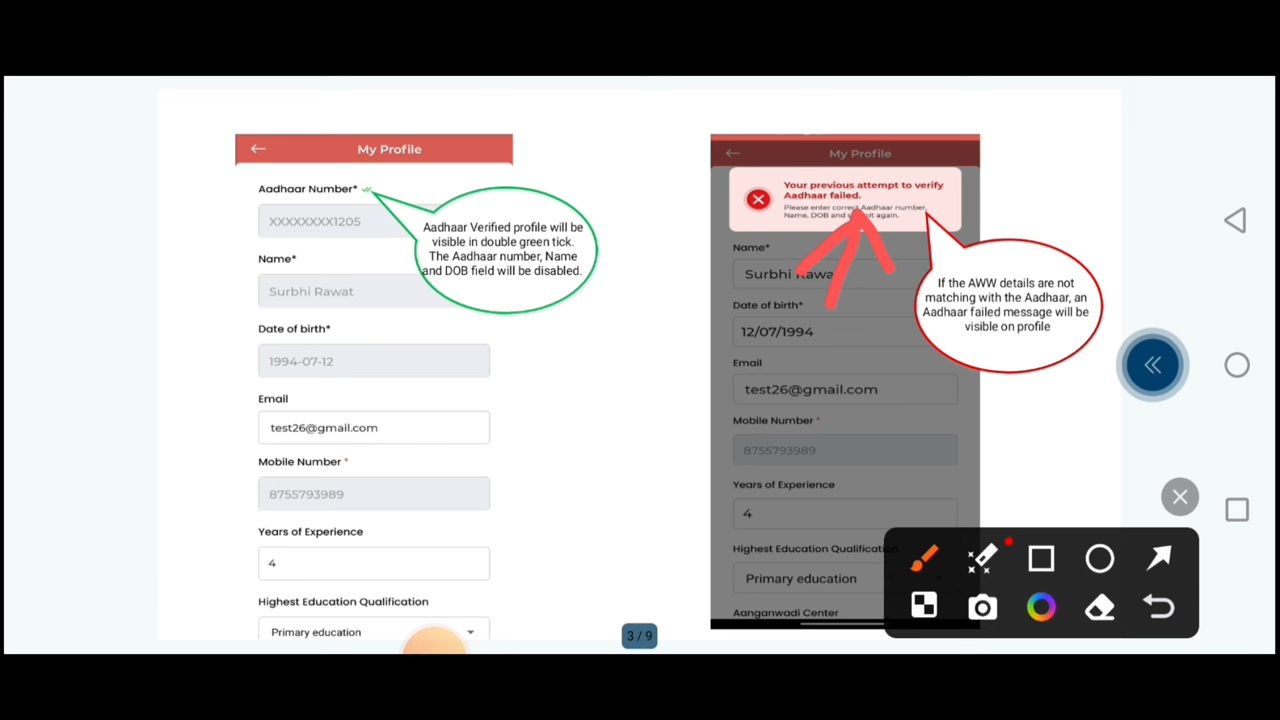 My Profile
Aadhaar Number*
XXXXXXXX1205
Name*
Surbhi Rawat
Date of birth*
1994-07-12
Email
test26@gmail.com
Mobile Number *
8755793989
Years of Experience
4
Highest Education Qualification
Primary education
Aadhaar Verified profile will be
visible in double green tick.
The Aadhaar number, Name
and DOB field will be disabled.
My Profile
Your previous attempt to verify
Aadhaar failed.
Please enter correct Aadhaar number,
Name, DOB and submit again.
Name*
Surbhi Rawat
Date of birth*
12/07/1994
Email
test26@gmail.com
Mobile Number *
8755793989
Years of Experience
4
Highest Education Qualification
Primary education
Aanganwadi Center
If the AWW details are not
matching with the Aadhaar, an
Aadhaar failed message will be
visible on profile
3 / 9